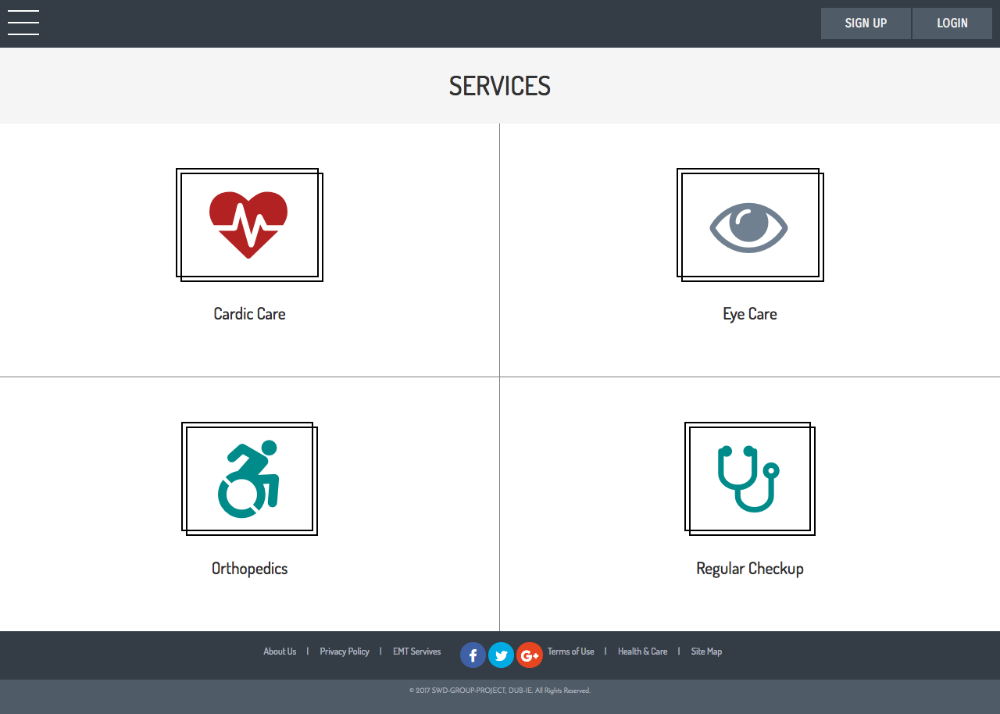 SIGN UP LOGIN
SERVICES
Cardic Care
Eye Care
Orthopedics
Regular Checkup
About Us | Privacy Policy | EMT Servives f G+ Terms of Use | Health & Care | Site Map
© 2017 SWD-GROUP-PROJECT, DUB-IE. All Rights Reserved.